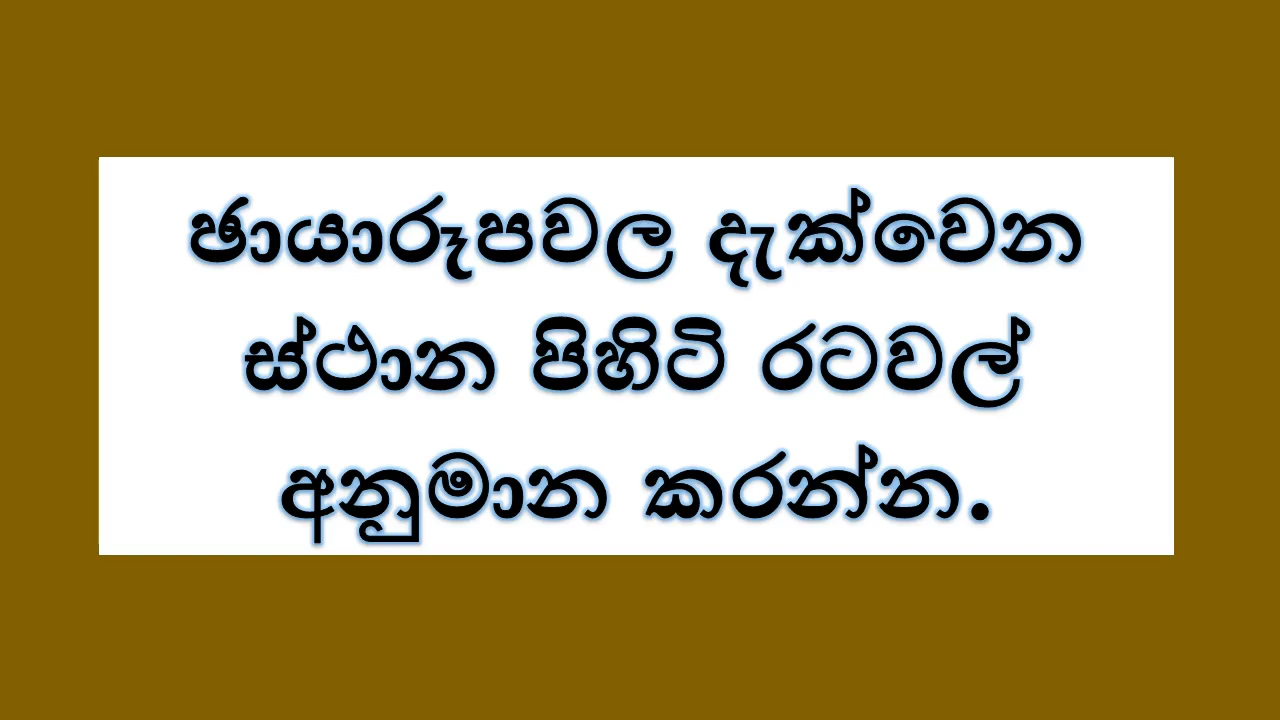 ඡායාරූපවල දැක්වෙන
ස්ථාන පිහිටි රටවල්
අනුමාන කරන්න.